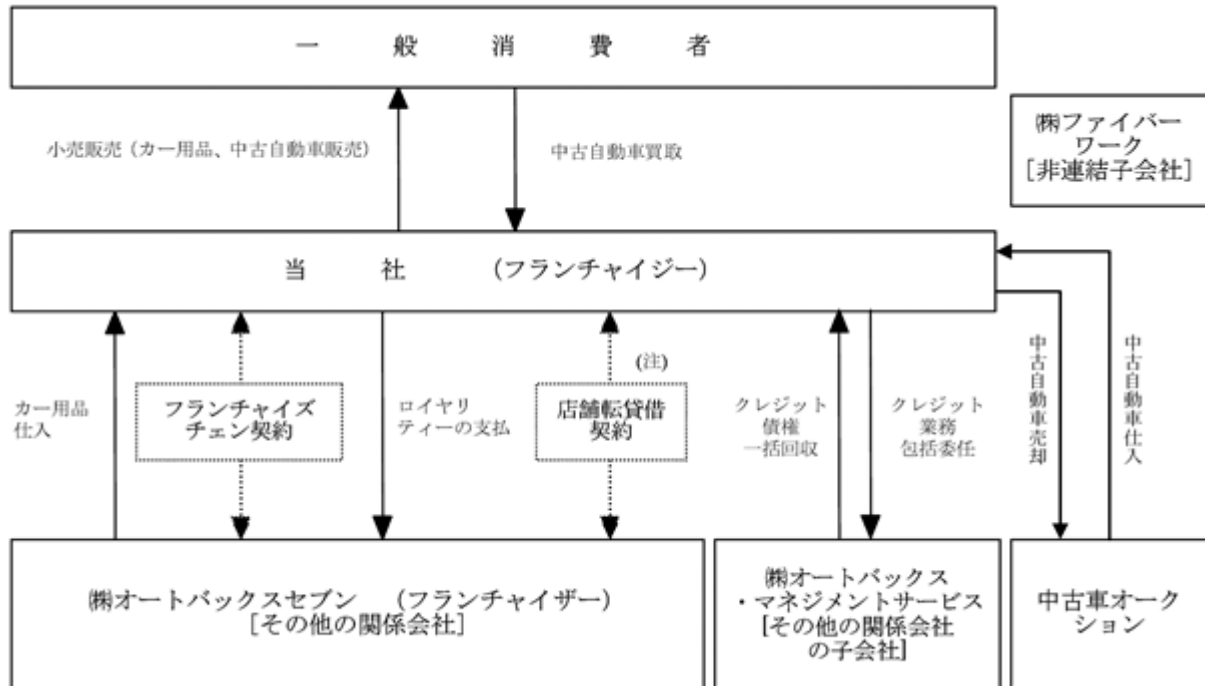 一般消費者
㈱ファイバー
ワーク
[非連結子会社]
小売販売（カー用品、中古自動車販売）
中古自動車買取
当社（フランチャイジー）
カー用品
仕入
フランチャイズ
チェン契約
ロイヤリ
ティーの支払
(注)
店舗転貸借
契約
クレジット
債権
一括回収
クレジット
業務
包括委任
中古自動車売却
中古自動車仕入
㈱オートバックスセブン （フランチャイザー）
[その他の関係会社]
㈱オートバックス
・マネジメントサービス
[その他の関係会社
の子会社]
中古車オーク
ション